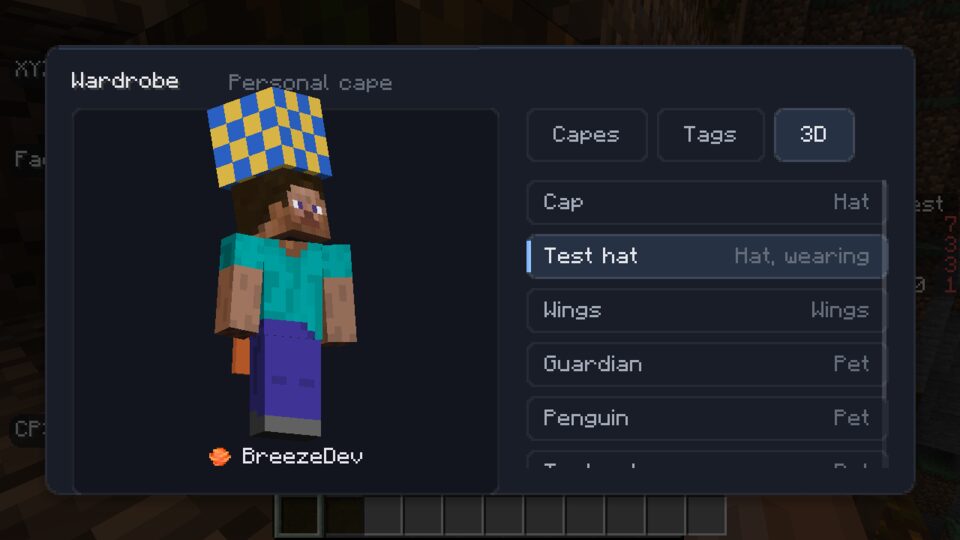 Wardrobe Personal cape
Capes Tags 3D
Cap Hat
Test hat Hat, wearing
Wings Wings
Guardian Pet
Penguin Pet
BreezeDev